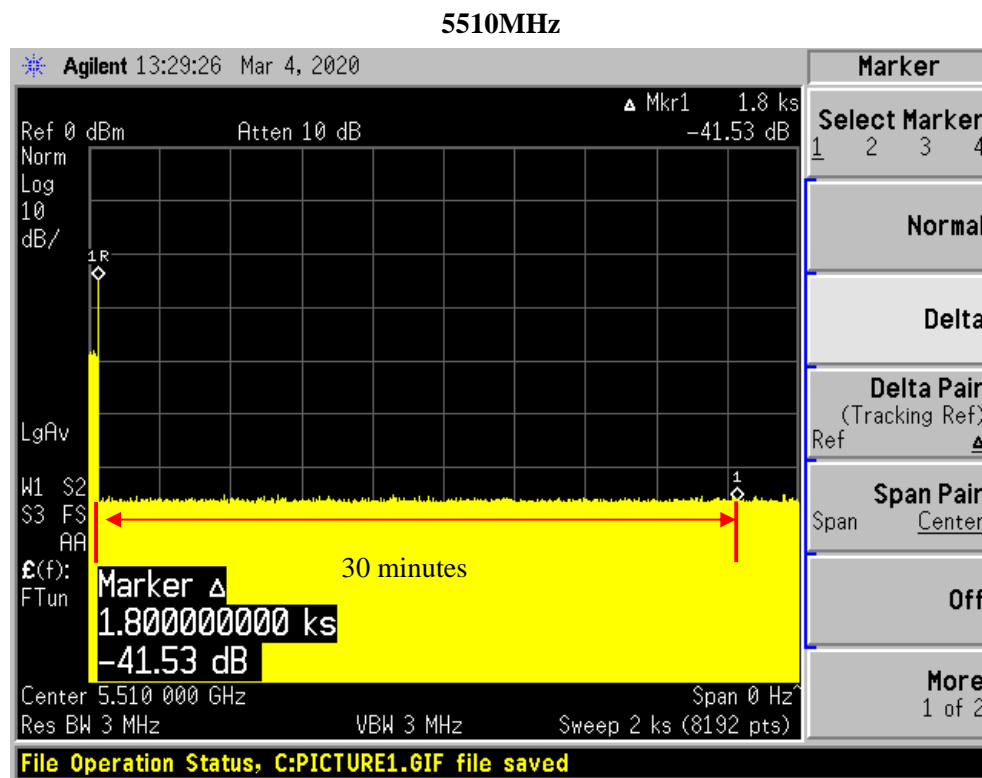 5510MHz
Agilent 13:29:26 Mar 4, 2020
Marker
Δ Mkr1 1.8 ks
Ref 0 dBm Atten 10 dB -41.53 dB
Norm
Log
10
dB/
1R
LgAv
1
W1 S2
S3 FS
AA
£(f):
FTun
30 minutes
Marker Δ
1.800000000 ks
-41.53 dB
Center 5.510 000 GHz Span 0 Hz^
Res BW 3 MHz VBW 3 MHz Sweep 2 ks (8192 pts)
File Operation Status, C:PICTURE1.GIF file saved
Select Marker
1 2 3 4
Normal
Delta
Delta Pair
(Tracking Ref)
Ref Δ
Span Pair
Span Center
Off
More
1 of 2